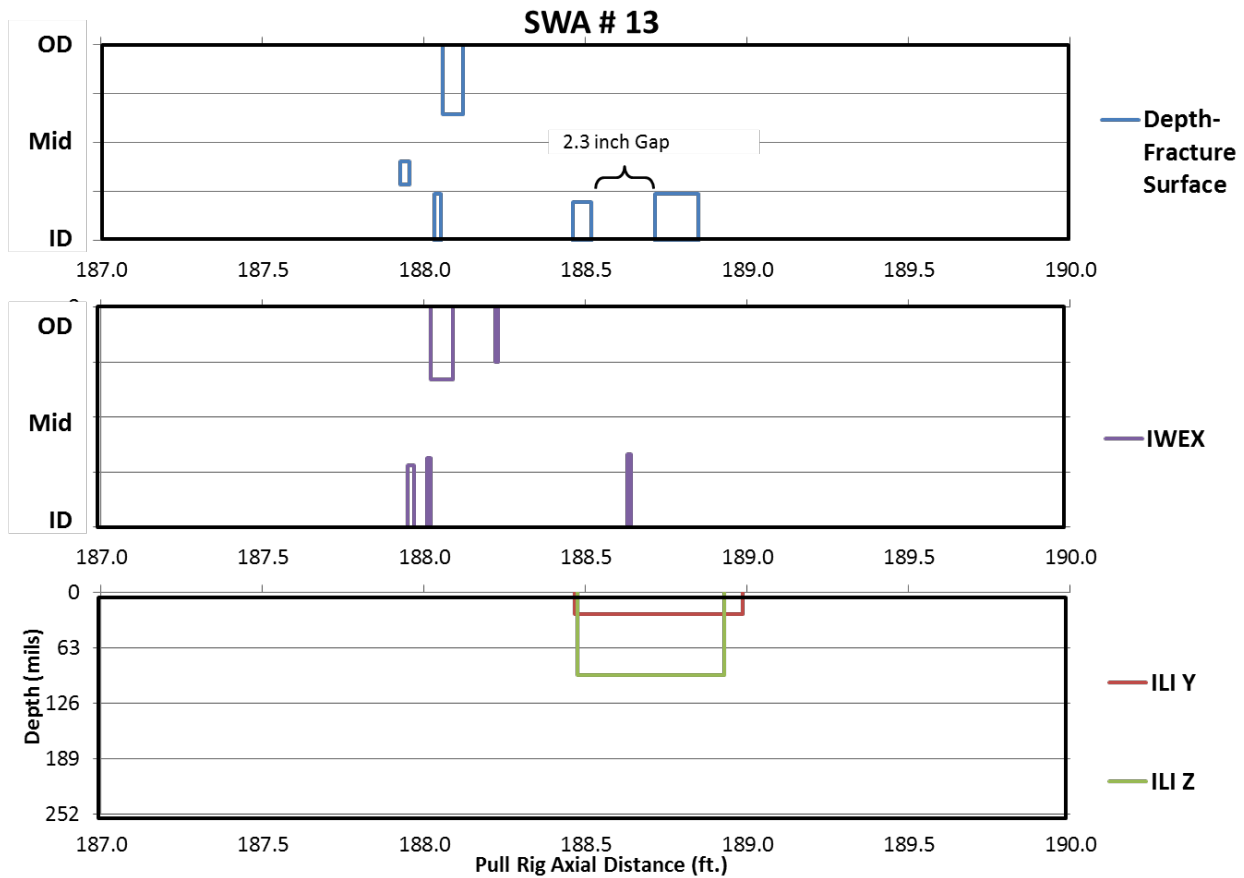 SWA # 13
OD
Mid
ID
2.3 inch Gap
Depth-
Fracture
Surface
187.0 187.5 188.0 188.5 189.0 189.5 190.0
OD
Mid
ID
IWEX
187.0 187.5 188.0 188.5 189.0 189.5 190.0
Depth (mils)
0
63
126
189
252
ILI Y
ILI Z
187.0 187.5 188.0 188.5 189.0 189.5 190.0
Pull Rig Axial Distance (ft.)